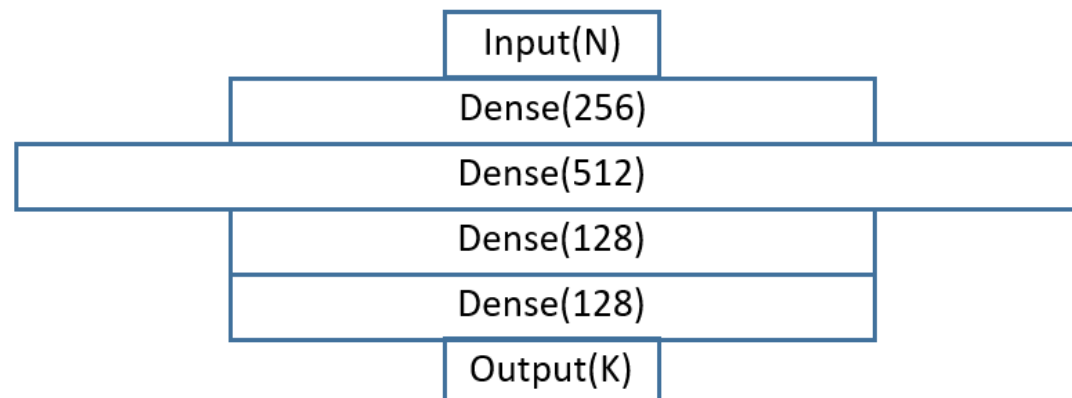 Input(N)
Dense(256)
Dense(512)
Dense(128)
Dense(128)
Output(K)